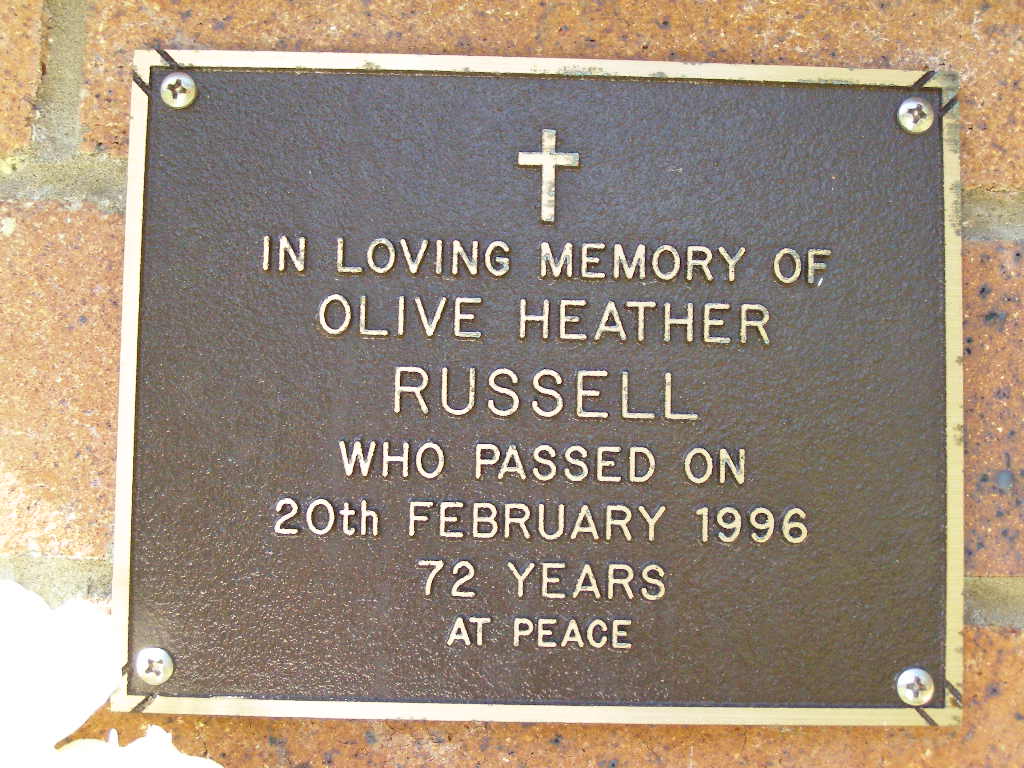 IN LOVING MEMORY OF
OLIVE HEATHER
RUSSELL
WHO PASSED ON
20th FEBRUARY 1996
72 YEARS
AT PEACE